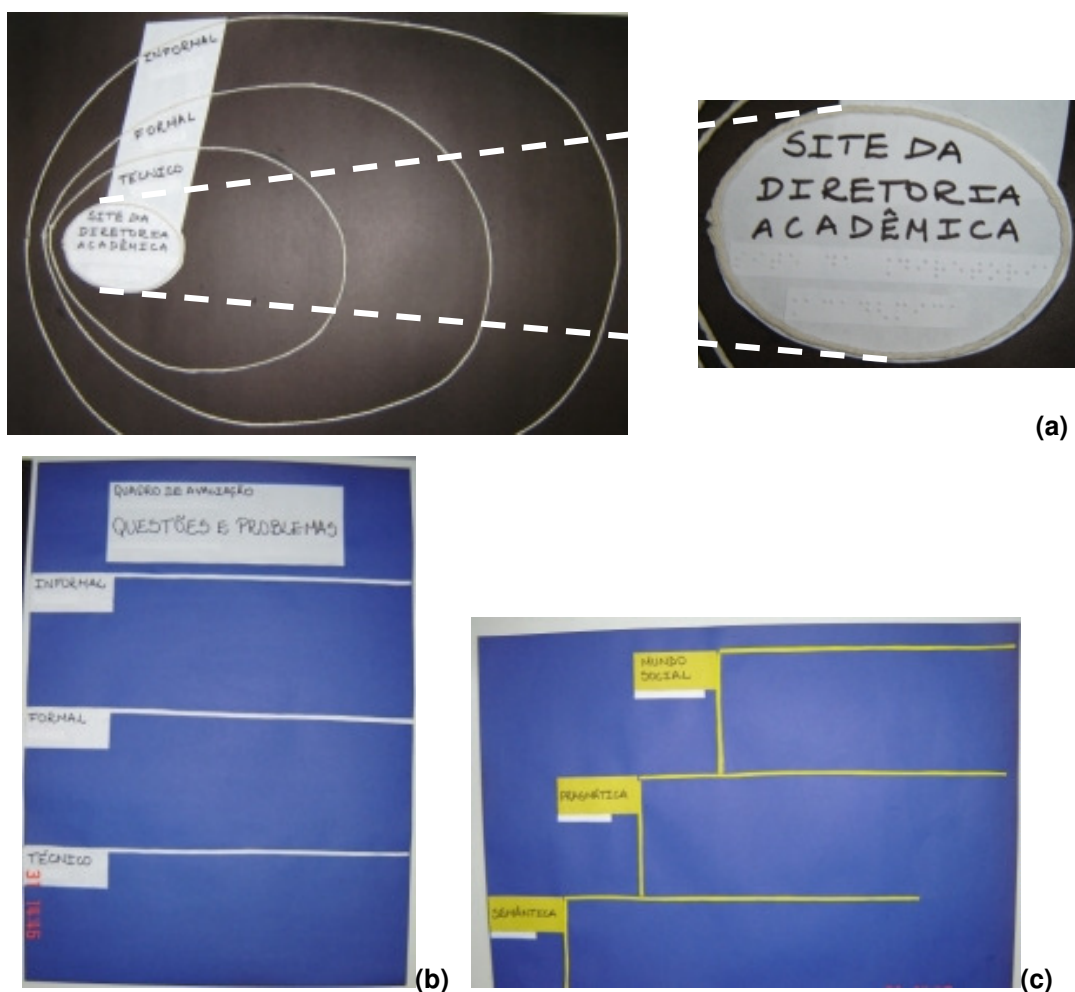 INFORMAL
FORMAL
TÉCNICO
SITE DA
DIRETORIA
ACADÊMICA
SITE DA
DIRETORIA
ACADÊMICA
(a)
QUADRO DE AVALIAÇÃO
QUESTÕES E PROBLEMAS
INFORMAL
FORMAL
TÉCNICO
(b)
MUNDO
SOCIAL
PRAGMÁTICA
SEMÂNTICA
(c)